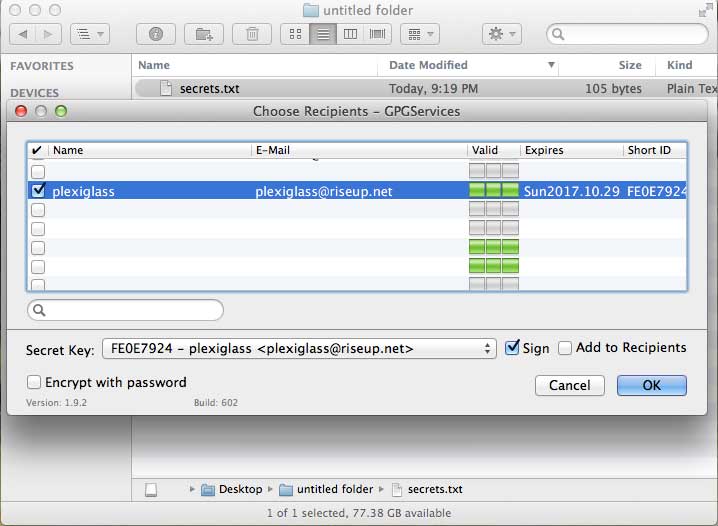 untitled folder
FAVORITES
DEVICES
Name Date Modified Size Kind
secrets.txt Today, 9:19 PM 105 bytes Plain Tex
Choose Recipients – GPGServices
✔ Name E-Mail Valid Expires Short ID
plexiglass plexiglass@riseup.net Sun2017.10.29 FE0E7924
Secret Key: FE0E7924 – plexiglass <plexiglass@riseup.net> Sign Add to Recipients
Encrypt with password
Cancel OK
Version: 1.9.2 Build: 602
Desktop untitled folder secrets.txt
1 of 1 selected, 77.38 GB available